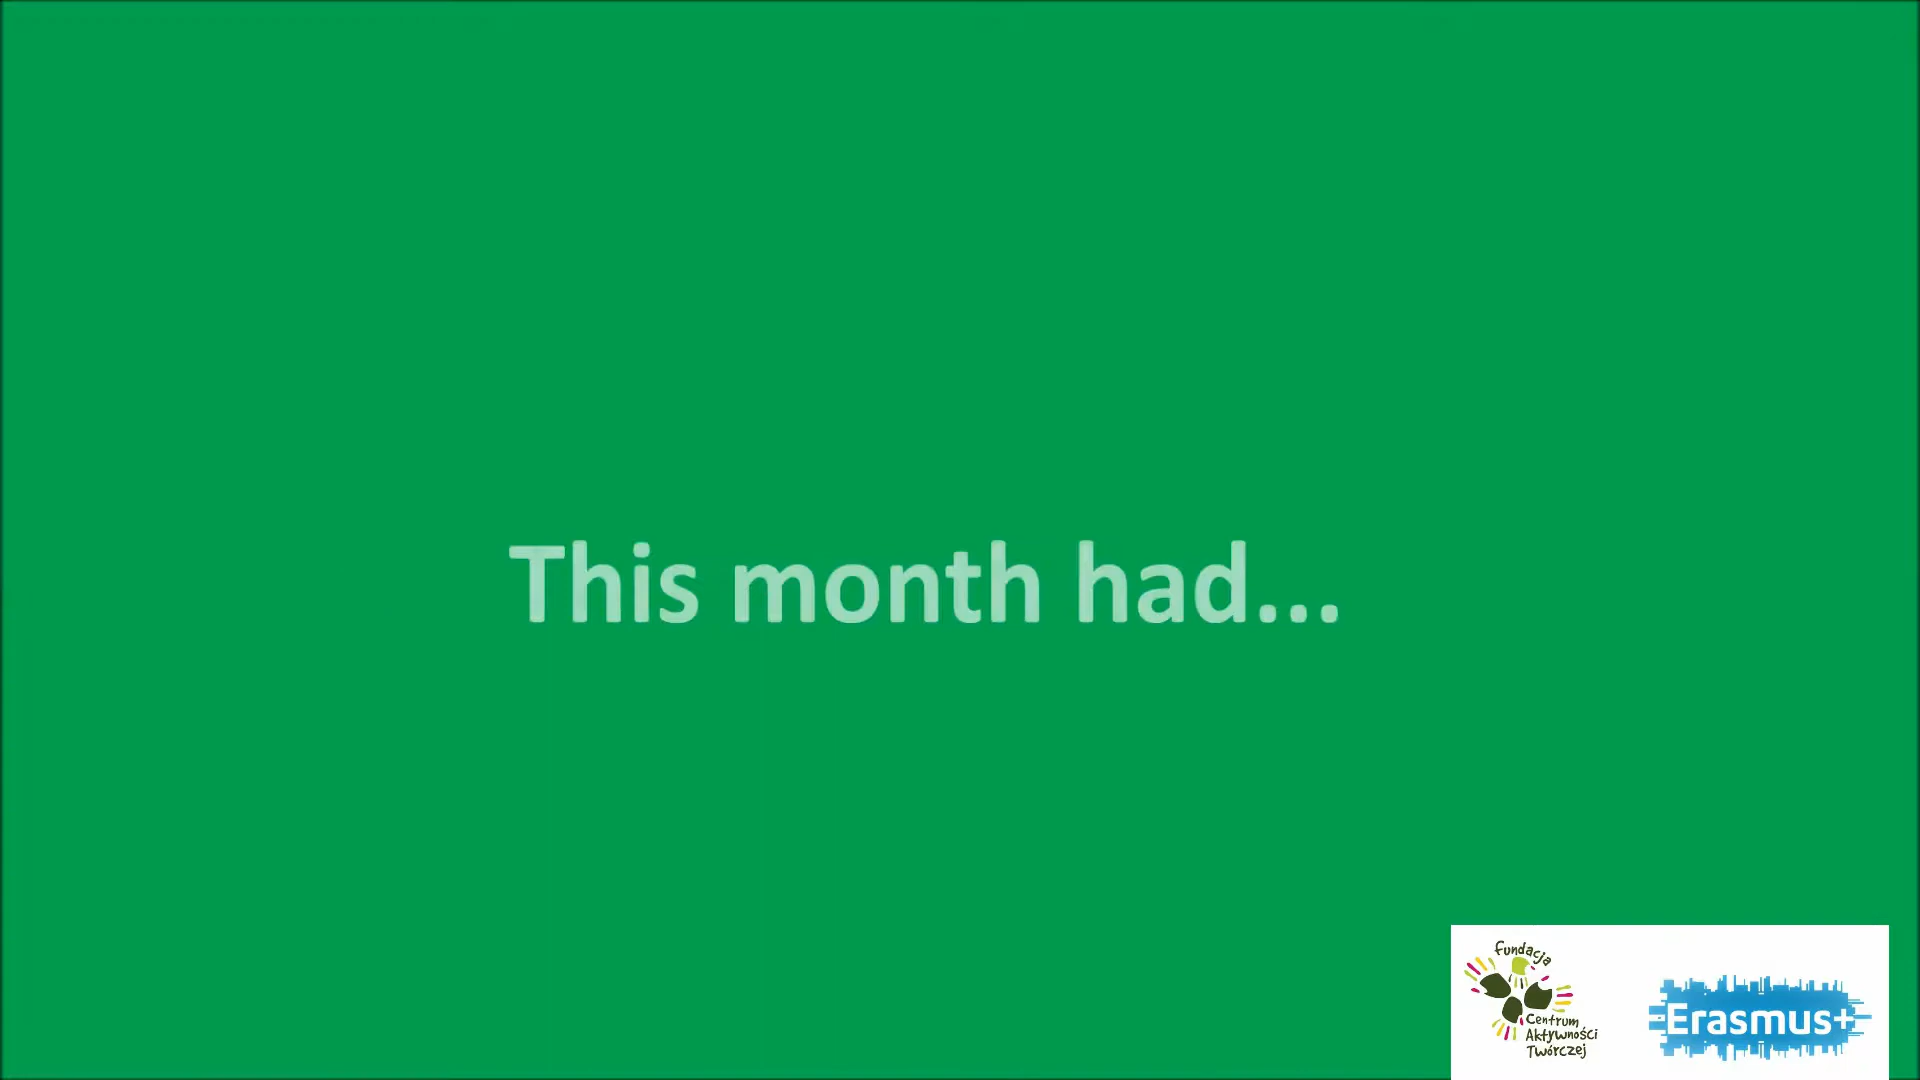 This month had...
Fundacja
Centrum
Aktywności
Twórczej
Erasmus+